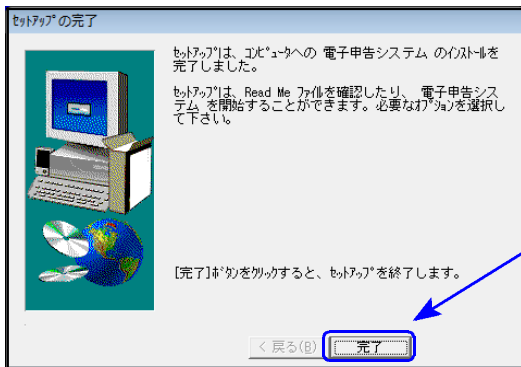 ｾｯﾄｱｯﾌﾟの完了
ｾｯﾄｱｯﾌﾟは、ｺﾝﾋﾟｭｰﾀへの 電子申告システム のｲﾝｽﾄｰﾙを
完了しました。
ｾｯﾄｱｯﾌﾟは、Read Me ﾌｧｲﾙを確認したり、 電子申告シス
テム を開始することができます。必要なｵﾌﾟｼｮﾝを選択し
て下さい。
[完了]ﾎﾞﾀﾝをｸﾘｯｸすると、ｾｯﾄｱｯﾌﾟを終了します。
< 戻る(B)
完了